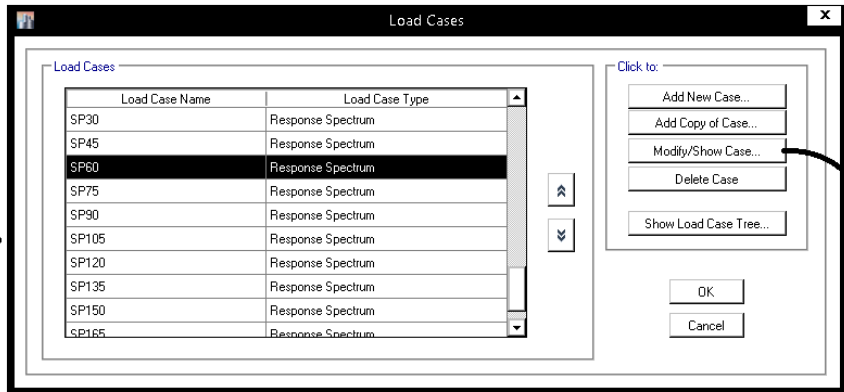 Load Cases
x
Load Cases
Load Case Name Load Case Type
SP30 Response Spectrum
SP45 Response Spectrum
SP60 Response Spectrum
SP75 Response Spectrum
SP90 Response Spectrum
SP105 Response Spectrum
SP120 Response Spectrum
SP135 Response Spectrum
SP150 Response Spectrum
SP165 Response Spectrum
Click to:
Add New Case...
Add Copy of Case...
Modify/Show Case...
Delete Case
Show Load Case Tree...
OK
Cancel